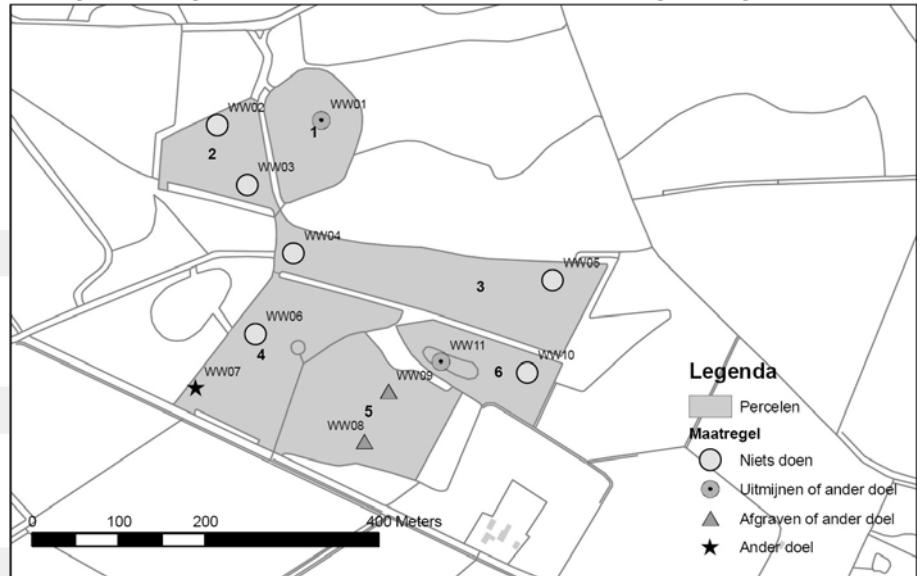 WW02
WW01
1
2
WW03
WW04
WW05
3
WW06
4
WW11
WW10
6
WW07
WW09
5
WW08
0 100 200 400 Meters
Legenda
Percelen
Maatregel
Niets doen
Uitmijnen of ander doel
Afgraven of ander doel
Ander doel